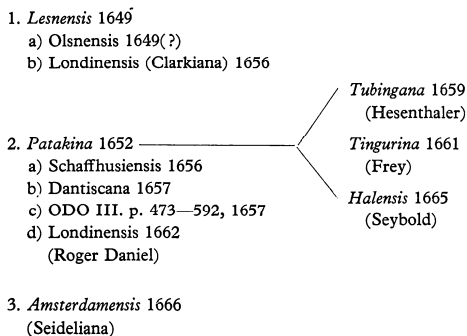 1. Lesnensis 1649
a) Olsnensis 1649(?)
b) Londinensis (Clarkiana) 1656
2. Patakina 1652
a) Schaffhusiensis 1656
b) Dantiscana 1657
c) ODO III. p. 473—592, 1657
d) Londinensis 1662
(Roger Daniel)
Tubingana 1659
(Hesenthaler)
Tingurina 1661
(Frey)
Halensis 1665
(Seybold)
3. Amsterdamensis 1666
(Seideliana)